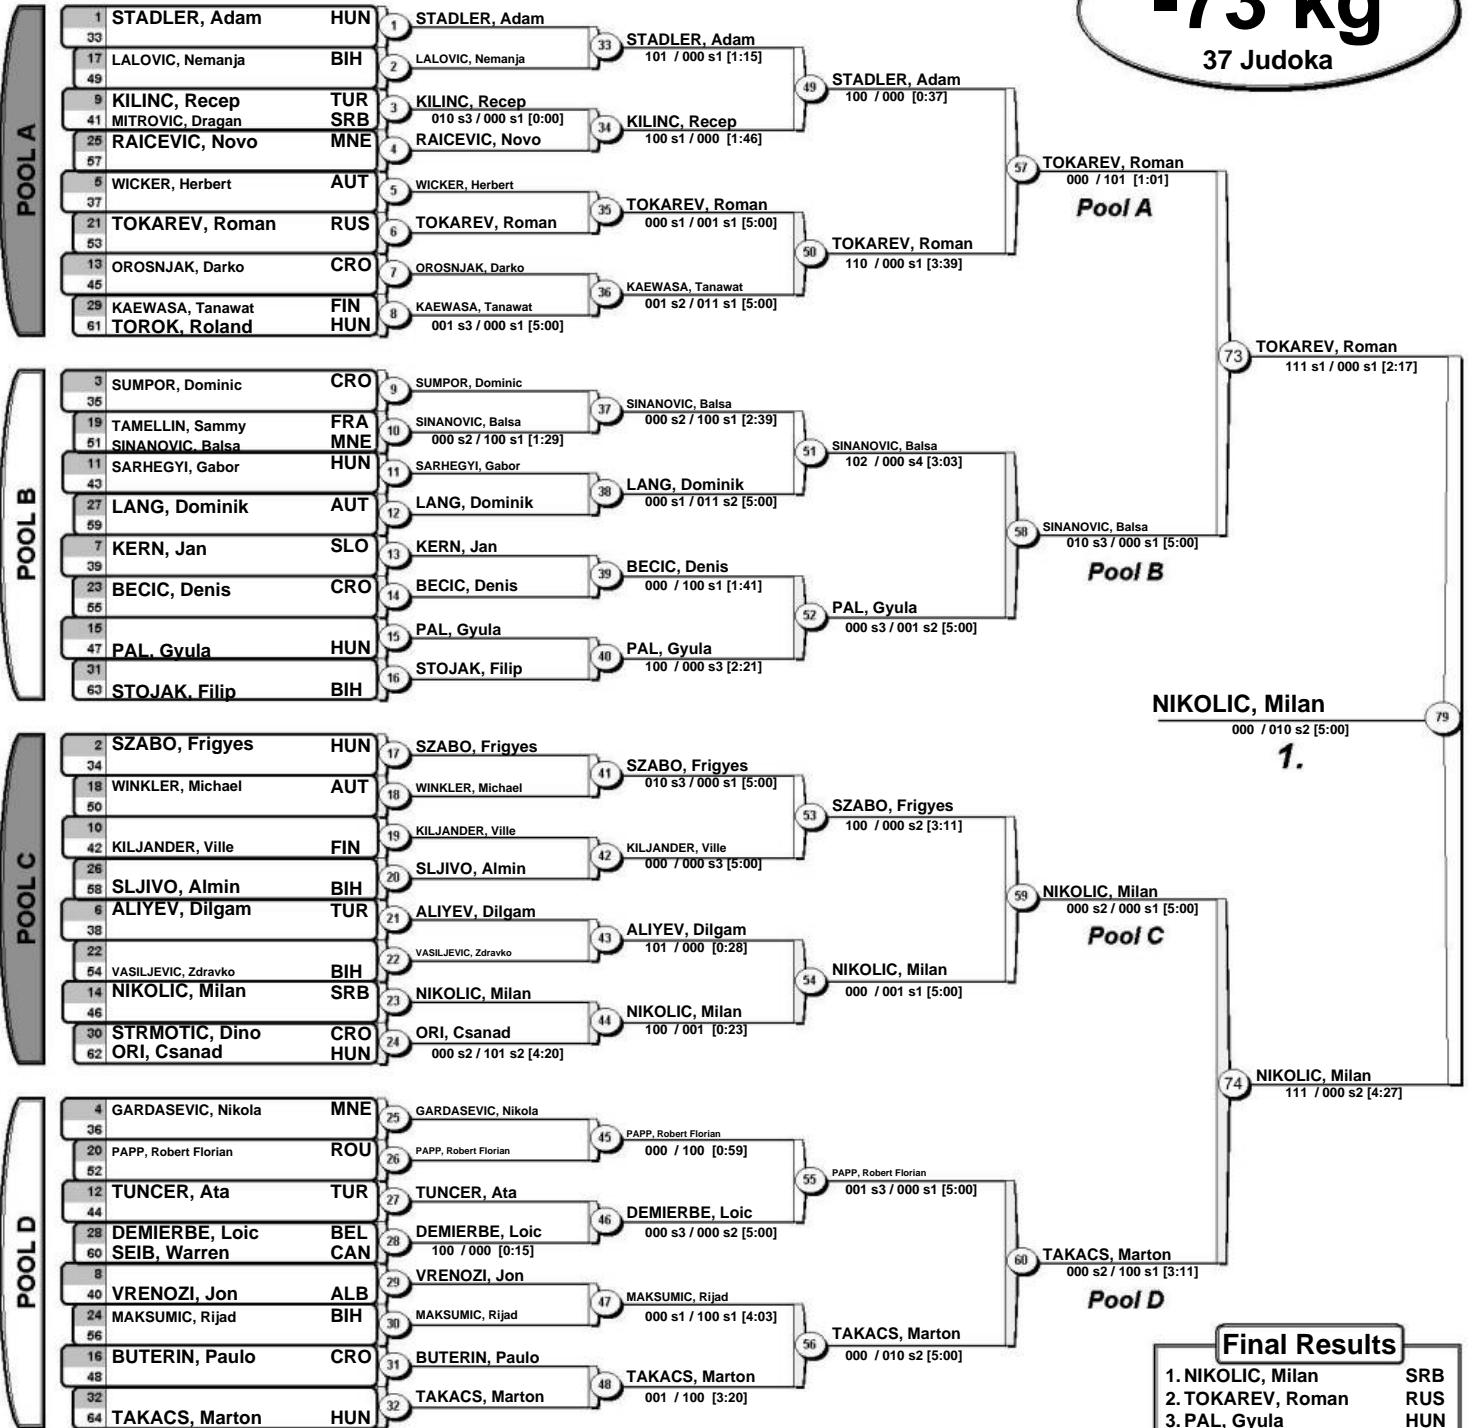 -73 kg
37 Judoka
POOL A
1 STADLER, Adam HUN
33
17 LALOVIC, Nemanja BIH
49
9 KILINC, Recep TUR
41 MITROVIC, Dragan SRB
25 RAICEVIC, Novo MNE
57
5 WICKER, Herbert AUT
37
21 TOKAREV, Roman RUS
53
13 OROSNJAK, Darko CRO
45
29 KAEWASA, Tanawat FIN
61 TOROK, Roland HUN
1 STADLER, Adam
2 LALOVIC, Nemanja
3 KILINC, Recep
010 s3 / 000 s1 [0:00]
4 RAICEVIC, Novo
5 WICKER, Herbert
6 TOKAREV, Roman
7 OROSNJAK, Darko
8 KAEWASA, Tanawat
001 s3 / 000 s1 [5:00]
33 STADLER, Adam
101 / 000 s1 [1:15]
34 KILINC, Recep
100 s1 / 000 [1:46]
35 TOKAREV, Roman
000 s1 / 001 s1 [5:00]
36 KAEWASA, Tanawat
001 s2 / 011 s1 [5:00]
49 STADLER, Adam
100 / 000 [0:37]
50 TOKAREV, Roman
110 / 000 s1 [3:39]
57 TOKAREV, Roman
000 / 101 [1:01]
Pool A
POOL B
3 SUMPOR, Dominic CRO
35
19 TAMELLIN, Sammy FRA
51 SINANOVIC, Balsa MNE
11 SARHEGYI, Gabor HUN
43
27 LANG, Dominik AUT
59
7 KERN, Jan SLO
39
23 BECIC, Denis CRO
55
15
47 PAL, Gyula HUN
31
63 STOJAK, Filip BIH
9 SUMPOR, Dominic
10 SINANOVIC, Balsa
000 s2 / 100 s1 [1:29]
11 SARHEGYI, Gabor
12 LANG, Dominik
13 KERN, Jan
14 BECIC, Denis
15 PAL, Gyula
16 STOJAK, Filip
37 SINANOVIC, Balsa
000 s2 / 100 s1 [2:39]
38 LANG, Dominik
000 s1 / 011 s2 [5:00]
39 BECIC, Denis
000 / 100 s1 [1:41]
40 PAL, Gyula
100 / 000 s3 [2:21]
51 SINANOVIC, Balsa
102 / 000 s4 [3:03]
52 PAL, Gyula
000 s3 / 001 s2 [5:00]
58 SINANOVIC, Balsa
010 s3 / 000 s1 [5:00]
Pool B
73 TOKAREV, Roman
111 s1 / 000 s1 [2:17]
NIKOLIC, Milan 79
000 / 010 s2 [5:00]
1.
POOL C
2 SZABO, Frigyes HUN
34
18 WINKLER, Michael AUT
50
10
42 KILJANDER, Ville FIN
26
58 SLJIVO, Almin BIH
6 ALIYEV, Dilgam TUR
38
22
54 VASILJEVIC, Zdravko BIH
14 NIKOLIC, Milan SRB
46
30 STRMOTIC, Dino CRO
62 ORI, Csanad HUN
17 SZABO, Frigyes
18 WINKLER, Michael
19 KILJANDER, Ville
20 SLJIVO, Almin
21 ALIYEV, Dilgam
22 VASILJEVIC, Zdravko
23 NIKOLIC, Milan
24 ORI, Csanad
000 s2 / 101 s2 [4:20]
41 SZABO, Frigyes
010 s3 / 000 s1 [5:00]
42 KILJANDER, Ville
000 / 000 s3 [5:00]
43 ALIYEV, Dilgam
101 / 000 [0:28]
44 NIKOLIC, Milan
100 / 001 [0:23]
53 SZABO, Frigyes
100 / 000 s2 [3:11]
54 NIKOLIC, Milan
000 / 001 s1 [5:00]
59 NIKOLIC, Milan
000 s2 / 000 s1 [5:00]
Pool C
POOL D
4 GARDASEVIC, Nikola MNE
36
20 PAPP, Robert Florian ROU
52
12 TUNCER, Ata TUR
44
28 DEMIERBE, Loic BEL
60 SEIB, Warren CAN
8
40 VRENOZI, Jon ALB
24 MAKSUMIC, Rijad BIH
56
16 BUTERIN, Paulo CRO
48
32
64 TAKACS, Marton HUN
25 GARDASEVIC, Nikola
26 PAPP, Robert Florian
27 TUNCER, Ata
28 DEMIERBE, Loic
100 / 000 [0:15]
29 VRENOZI, Jon
30 MAKSUMIC, Rijad
31 BUTERIN, Paulo
32 TAKACS, Marton
45 PAPP, Robert Florian
000 / 100 [0:59]
46 DEMIERBE, Loic
000 s3 / 000 s2 [5:00]
47 MAKSUMIC, Rijad
000 s1 / 100 s1 [4:03]
48 TAKACS, Marton
001 / 100 [3:20]
55 PAPP, Robert Florian
001 s3 / 000 s1 [5:00]
56 TAKACS, Marton
000 / 010 s2 [5:00]
60 TAKACS, Marton
000 s2 / 100 s1 [3:11]
Pool D
74 NIKOLIC, Milan
111 / 000 s2 [4:27]
Final Results
1. NIKOLIC, Milan SRB
2. TOKAREV, Roman RUS
3. PAL, Gyula HUN